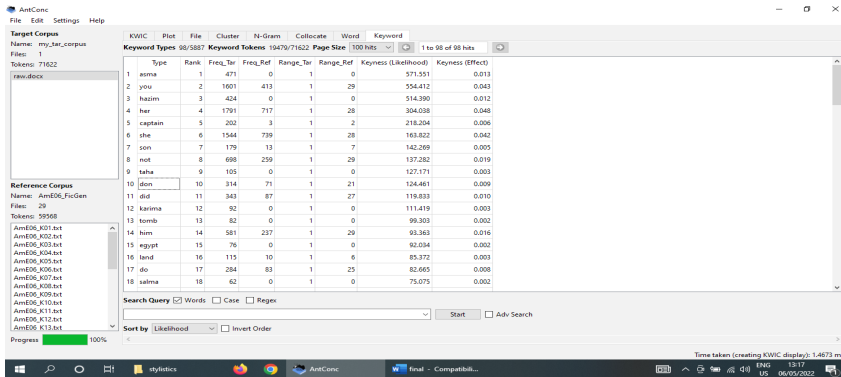 AntConc
File Edit Settings Help
Target Corpus
Name: my_tar_corpus
Files: 1
Tokens: 71622
raw.docx
Reference Corpus
Name: AmE06_FicGen
Files: 29
Tokens: 59568
AmE06_K01.txt
AmE06_K02.txt
AmE06_K03.txt
AmE06_K04.txt
AmE06_K05.txt
AmE06_K06.txt
AmE06_K07.txt
AmE06_K08.txt
AmE06_K09.txt
AmE06_K10.txt
AmE06_K11.txt
AmE06_K12.txt
AmE06_K13.txt
Progress 100%
KWIC Plot File Cluster N-Gram Collocate Word Keyword
Keyword Types 98/5887 Keyword Tokens 19479/71622 Page Size 100 hits 1 to 98 of 98 hits
Type Rank Freq_Tar Freq_Ref Range_Tar Range_Ref Keyness (Likelihood) Keyness (Effect)
1 asma 1 471 0 1 0 571.551 0.013
2 you 2 1601 413 1 29 554.412 0.043
3 hazim 3 424 0 1 0 514.390 0.012
4 her 4 1791 717 1 28 304.038 0.048
5 captain 5 202 3 1 2 218.204 0.006
6 she 6 1544 739 1 28 163.822 0.042
7 son 7 179 13 1 7 142.269 0.005
8 not 8 698 259 1 29 137.282 0.019
9 taha 9 105 0 1 0 127.171 0.003
10 don 10 314 71 1 21 124.461 0.009
11 did 11 343 87 1 27 119.833 0.010
12 karima 12 92 0 1 0 111.419 0.003
13 tomb 13 82 0 1 0 99.303 0.002
14 him 14 581 237 1 29 93.363 0.016
15 egypt 15 76 0 1 0 92.034 0.002
16 land 16 115 10 1 6 85.372 0.003
17 do 17 284 83 1 25 82.665 0.008
18 salma 18 62 0 1 0 75.075 0.002
Search Query Words Case Regex
Start Adv Search
Sort by Likelihood Invert Order
Time taken (creating KWIC display): 1.4673 m
stylistics AntConc final - Compatibili... ENG 13:17
US 06/05/2022